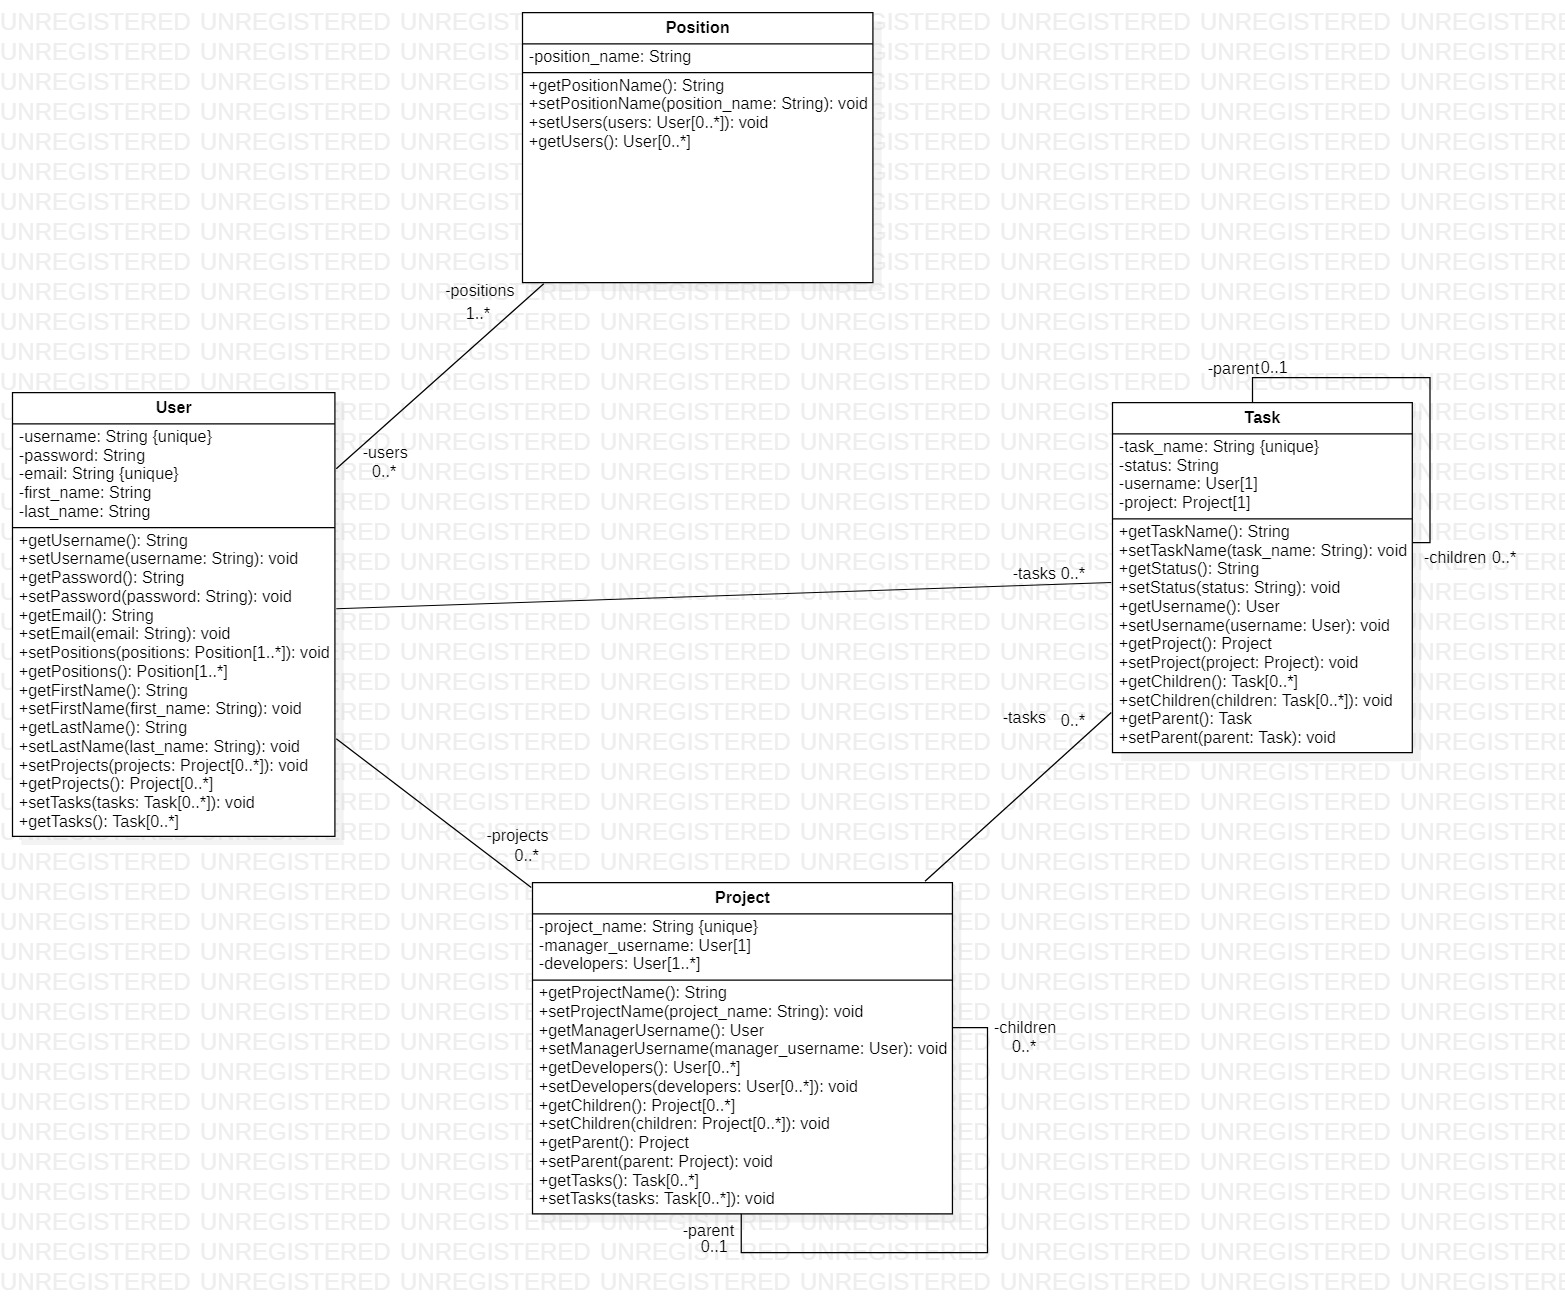 Position
-position_name: String
+getPositionName(): String
+setPositionName(position_name: String): void
+setUsers(users: User[0..*]): void
+getUsers(): User[0..*]
-positions
1..*
-users
0..*
User
-username: String {unique}
-password: String
-email: String {unique}
-first_name: String
-last_name: String
+getUsername(): String
+setUsername(username: String): void
+getPassword(): String
+setPassword(password: String): void
+getEmail(): String
+setEmail(email: String): void
+setPositions(positions: Position[1..*]): void
+getPositions(): Position[1..*]
+getFirstName(): String
+setFirstName(first_name: String): void
+getLastName(): String
+setLastName(last_name: String): void
+setProjects(projects: Project[0..*]): void
+getProjects(): Project[0..*]
+setTasks(tasks: Task[0..*]): void
+getTasks(): Task[0..*]
-parent 0..1
Task
-task_name: String {unique}
-status: String
-username: User[1]
-project: Project[1]
+getTaskName(): String
+setTaskName(task_name: String): void
+getStatus(): String
+setStatus(status: String): void
+getUsername(): User
+setUsername(username: User): void
+getProject(): Project
+setProject(project: Project): void
+getChildren(): Task[0..*]
+setChildren(children: Task[0..*]): void
+getParent(): Task
+setParent(parent: Task): void
-children 0..*
-tasks 0..*
-tasks 0..*
-projects
0..*
Project
-project_name: String {unique}
-manager_username: User[1]
-developers: User[1..*]
+getProjectName(): String
+setProjectName(project_name: String): void
+getManagerUsername(): User
+setManagerUsername(manager_username: User): void
+getDevelopers(): User[0..*]
+setDevelopers(developers: User[0..*]): void
+getChildren(): Project[0..*]
+setChildren(children: Project[0..*]): void
+getParent(): Project
+setParent(parent: Project): void
+getTasks(): Task[0..*]
+setTasks(tasks: Task[0..*]): void
-children
0..*
-parent
0..1
UNREGISTERED